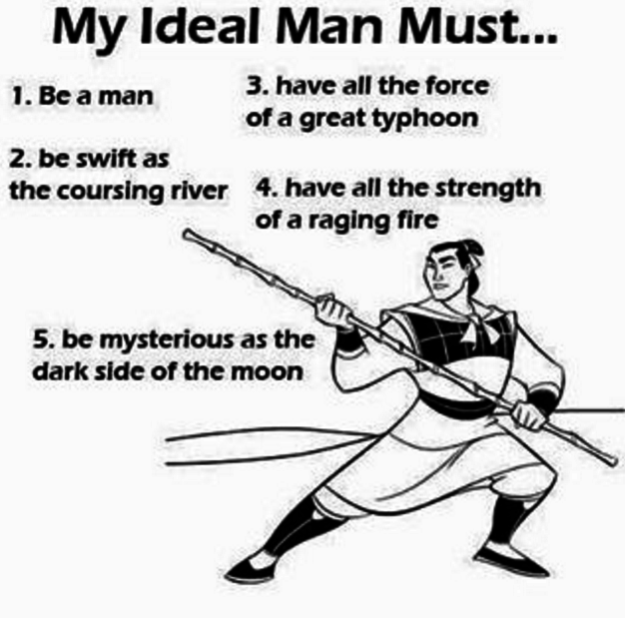 My Ideal Man Must...
1. Be a man
2. be swift as
the coursing river
3. have all the force
of a great typhoon
4. have all the strength
of a raging fire
5. be mysterious as the
dark side of the moon